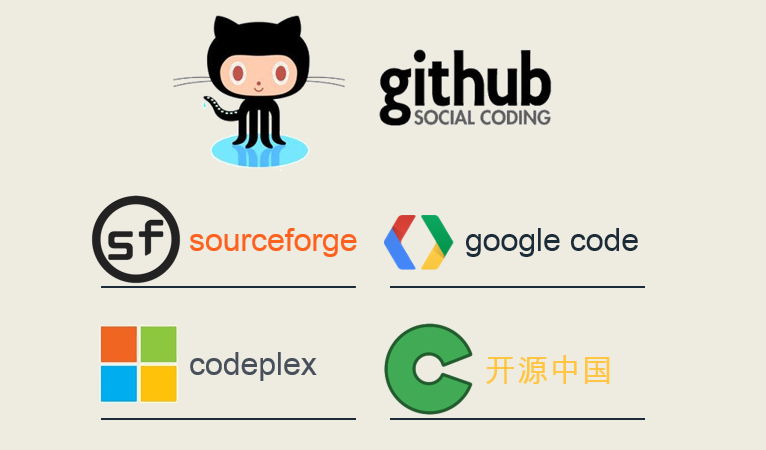 github
SOCIAL CODING
sf sourceforge
google code
codeplex
开源中国